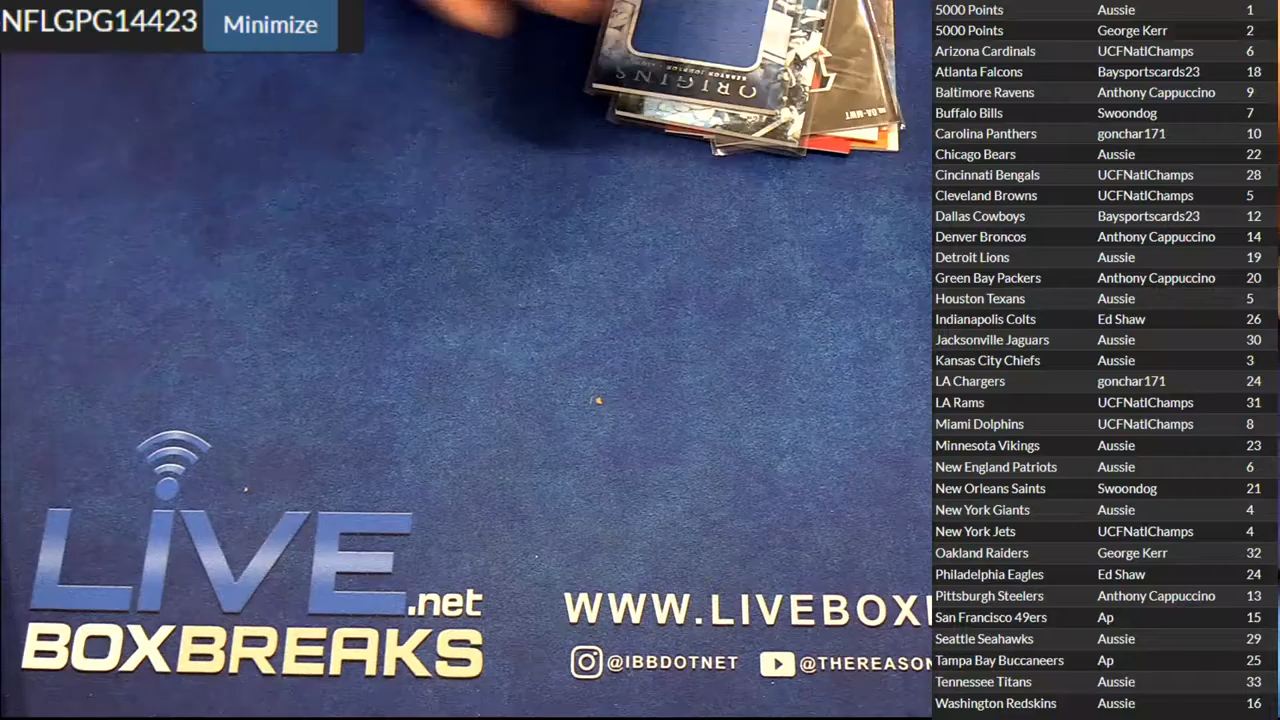 NFLGPG14423 Minimize
ORIGINS
LIVE.net
BOXBREAKS
WWW.LIVEBOX
@IBBDOTNET @THEREASON
5000 Points Aussie 1
5000 Points George Kerr 2
Arizona Cardinals UCFNatlChamps 6
Atlanta Falcons Baysportscards23 18
Baltimore Ravens Anthony Cappuccino 9
Buffalo Bills Swoondog 7
Carolina Panthers gonchar171 10
Chicago Bears Aussie 22
Cincinnati Bengals UCFNatlChamps 28
Cleveland Browns UCFNatlChamps 5
Dallas Cowboys Baysportscards23 12
Denver Broncos Anthony Cappuccino 14
Detroit Lions Aussie 19
Green Bay Packers Anthony Cappuccino 20
Houston Texans Aussie 5
Indianapolis Colts Ed Shaw 26
Jacksonville Jaguars Aussie 30
Kansas City Chiefs Aussie 3
LA Chargers gonchar171 24
LA Rams UCFNatlChamps 31
Miami Dolphins UCFNatlChamps 8
Minnesota Vikings Aussie 23
New England Patriots Aussie 6
New Orleans Saints Swoondog 21
New York Giants Aussie 4
New York Jets UCFNatlChamps 4
Oakland Raiders George Kerr 32
Philadelphia Eagles Ed Shaw 24
Pittsburgh Steelers Anthony Cappuccino 13
San Francisco 49ers Ap 15
Seattle Seahawks Aussie 29
Tampa Bay Buccaneers Ap 25
Tennessee Titans Aussie 33
Washington Redskins Aussie 16